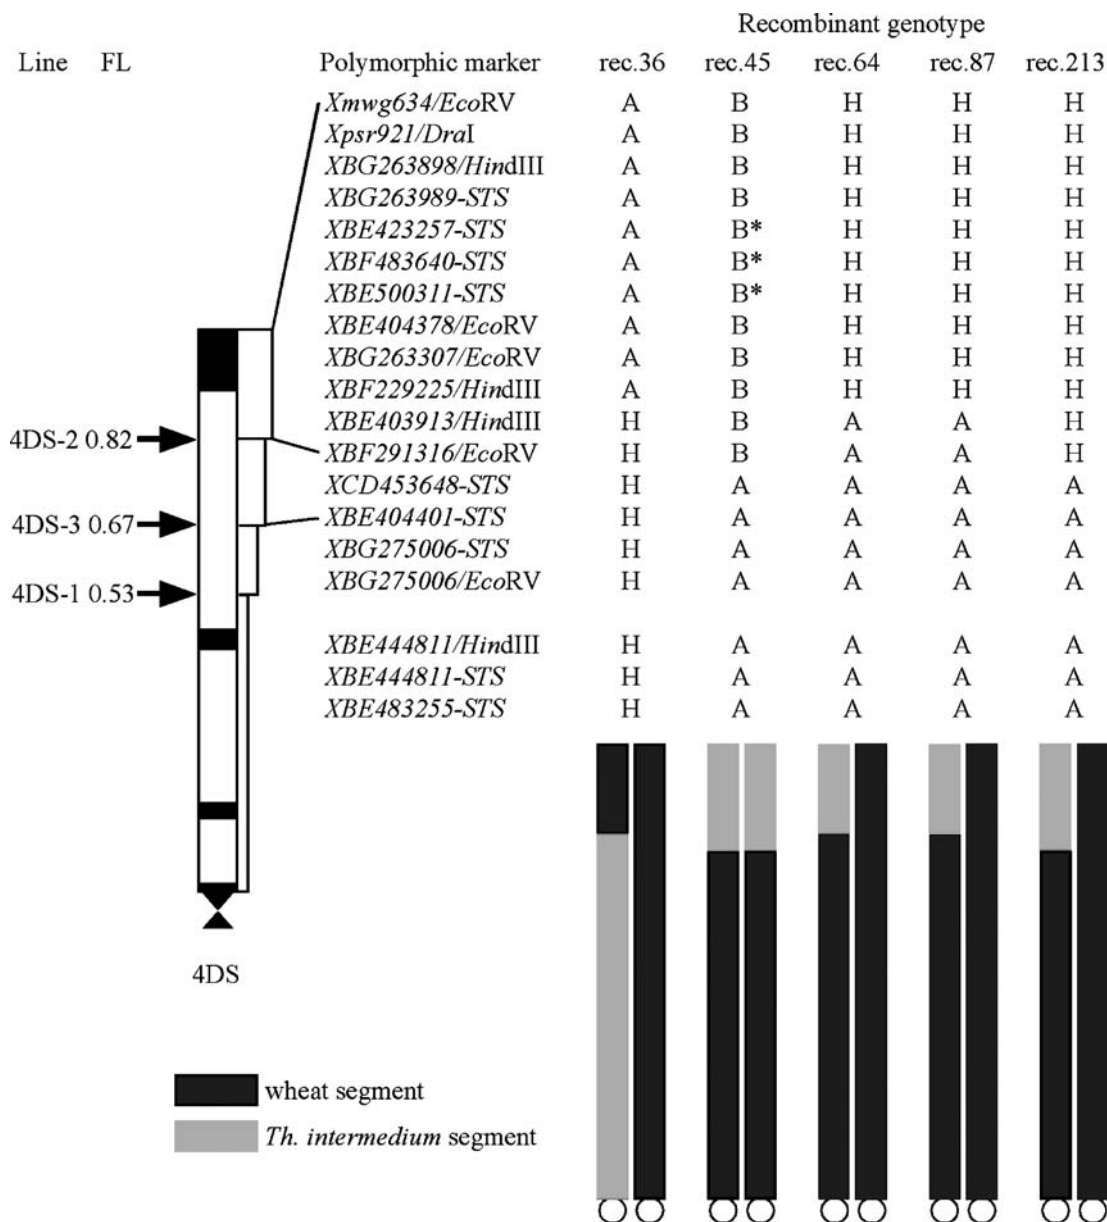 Recombinant genotype
Line FL Polymorphic marker rec.36 rec.45 rec.64 rec.87 rec.213
Xmwg634/EcoRV A B H H H
Xpsr921/DraI A B H H H
XBG263898/HindIII A B H H H
XBG263989-STS A B H H H
XBE423257-STS A B* H H H
XBF483640-STS A B* H H H
XBE500311-STS A B* H H H
XBE404378/EcoRV A B H H H
XBG263307/EcoRV A B H H H
XBF229225/HindIII A B H H H
XBE403913/HindIII H B A A H
4DS-2 0.82
XBF291316/EcoRV H B A A H
XCD453648-STS H A A A A
4DS-3 0.67
XBE404401-STS H A A A A
XBG275006-STS H A A A A
XBG275006/EcoRV H A A A A
4DS-1 0.53
XBE444811/HindIII H A A A A
XBE444811-STS H A A A A
XBE483255-STS H A A A A
4DS
wheat segment
Th. intermedium segment